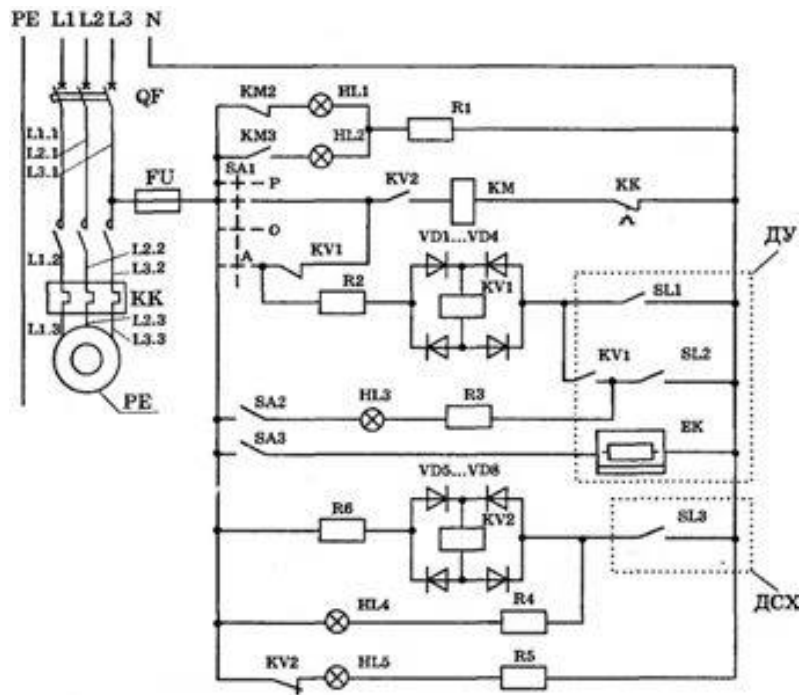 PE L1 L2 L3 N
QF
L1.1
L2.1
L3.1
KM2
HL1
R1
KM3
HL2
SA1
FU
P
KV2
KM
KK
O
L1.2
L2.2
L3.2
A
KV1
VD1...VD4
ДУ
KK
R2
KV1
SL1
L1.3
L2.3
L3.3
KV1
SL2
PE
SA2
HL3
R3
SA3
EK
VD5...VD8
R6
KV2
SL3
HL4
R4
ДСХ
KV2
HL5
R5